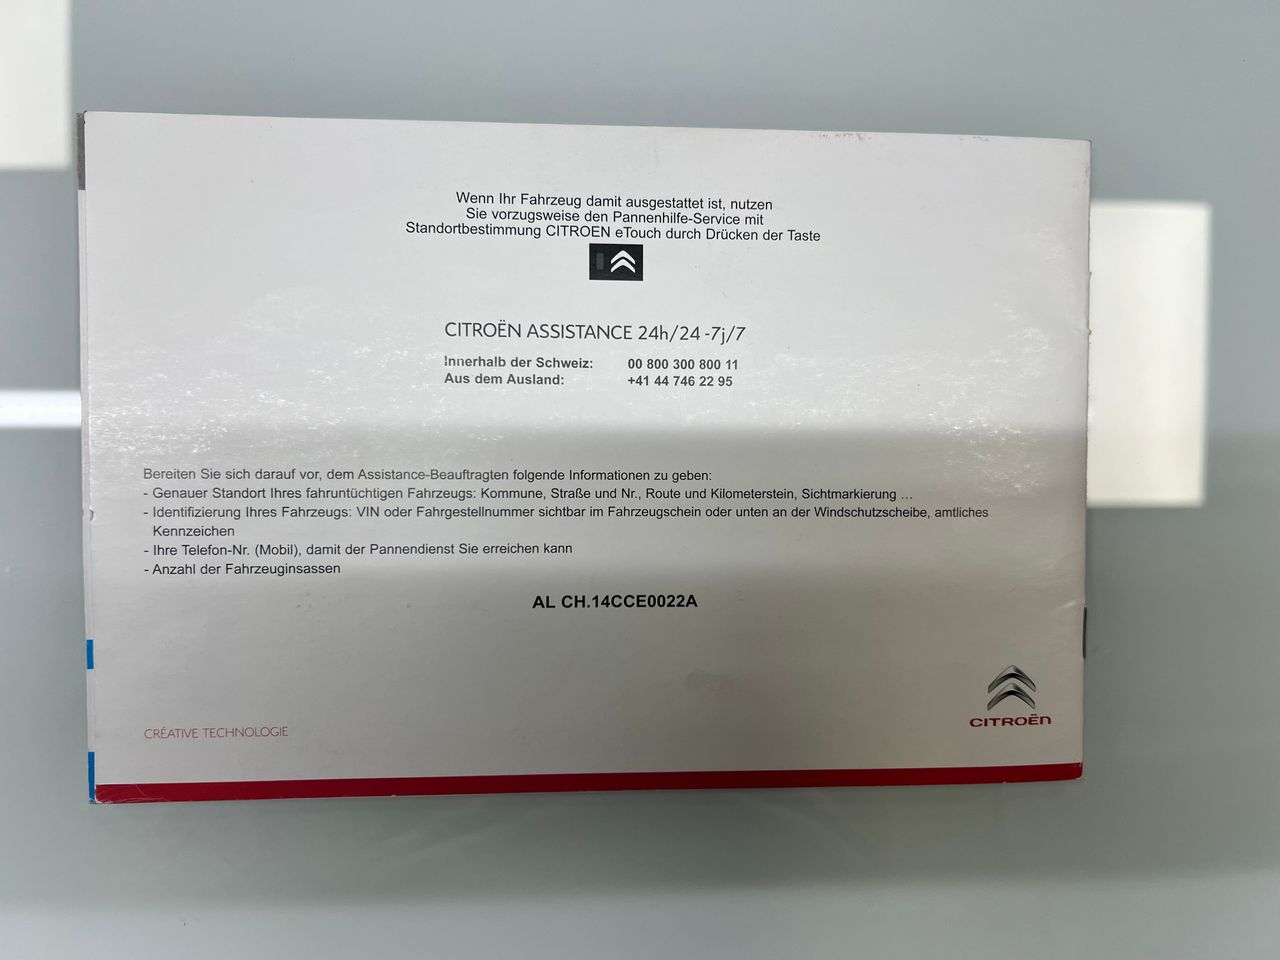 Wenn Ihr Fahrzeug damit ausgestattet ist, nutzen
Sie vorzugsweise den Pannenhilfe-Service mit
Standortbestimmung CITROEN eTouch durch Drücken der Taste
CITROËN ASSISTANCE 24h/24 -7j/7
Innerhalb der Schweiz: 00 800 300 800 11
Aus dem Ausland: +41 44 746 22 95
Bereiten Sie sich darauf vor, dem Assistance-Beauftragten folgende Informationen zu geben:
- Genauer Standort Ihres fahruntüchtigen Fahrzeugs: Kommune, Straße und Nr., Route und Kilometerstein, Sichtmarkierung ...
- Identifizierung Ihres Fahrzeugs: VIN oder Fahrgestellnummer sichtbar im Fahrzeugschein oder unten an der Windschutzscheibe, amtliches
Kennzeichen
- Ihre Telefon-Nr. (Mobil), damit der Pannendienst Sie erreichen kann
- Anzahl der Fahrzeuginsassen
AL CH.14CCE0022A
CRÉATIVE TECHNOLOGIE
CITROËN